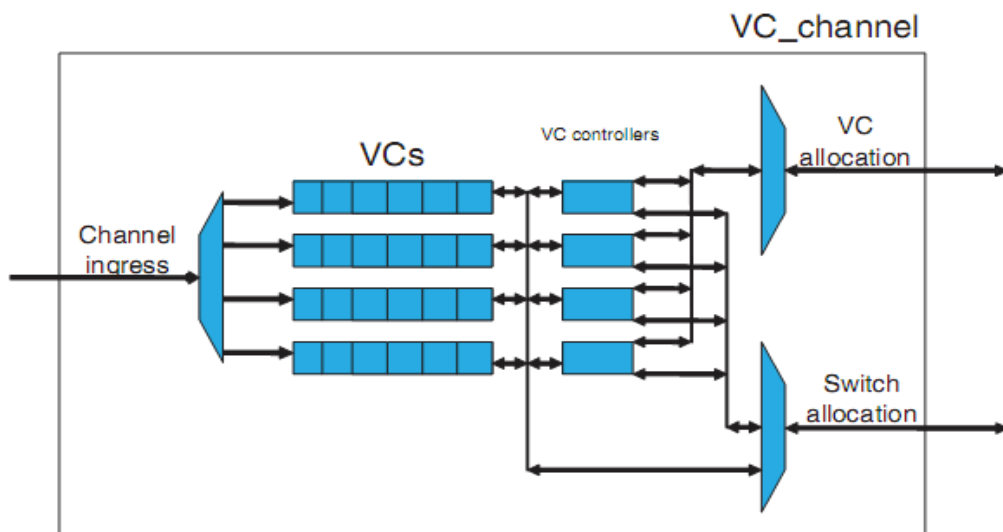 VC_channel
VC controllers
VCs
VC
allocation
Channel
ingress
Switch
allocation